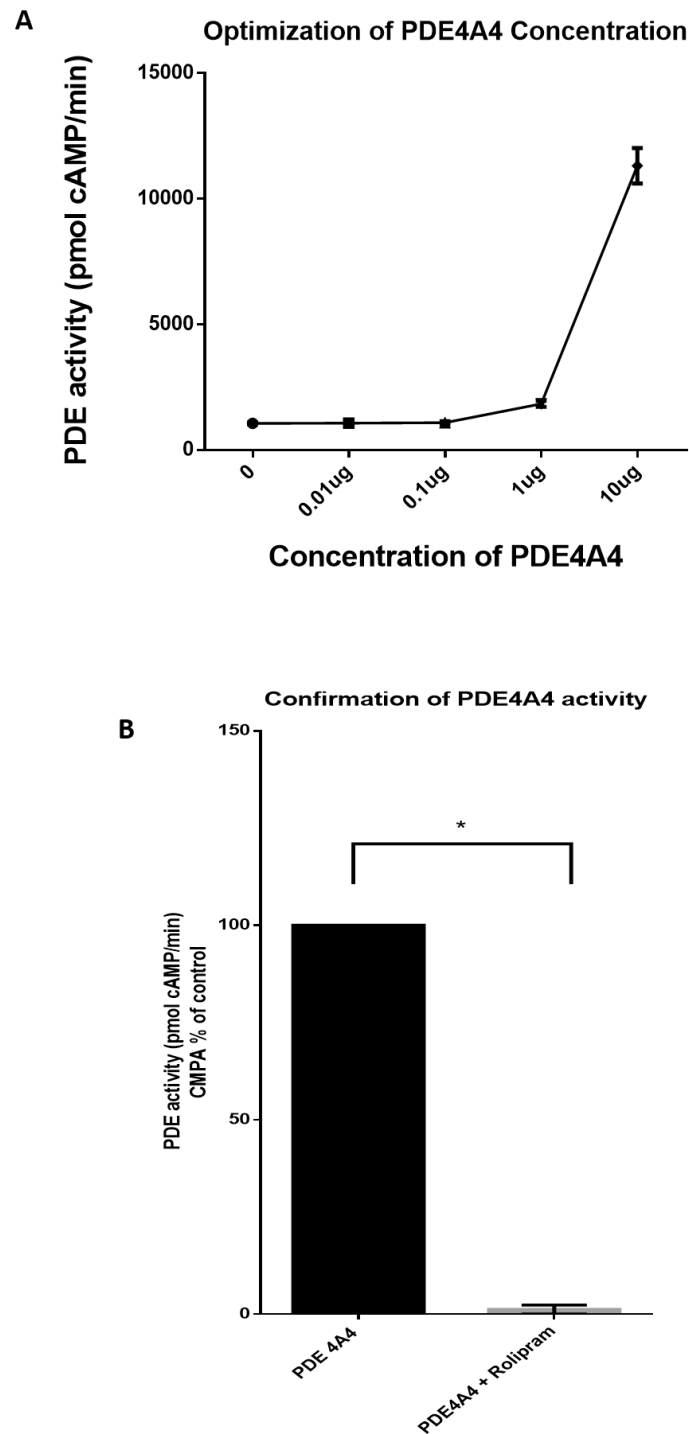 A
Optimization of PDE4A4 Concentration
PDE activity (pmol cAMP/min)
15000
10000
5000
0
0
0.01ug
0.1ug
1ug
10ug
Concentration of PDE4A4
Confirmation of PDE4A4 activity
B
PDE activity (pmol cAMP/min)
CMPA % of control
150
*
100
50
0
PDE 4A4
PDE4A4 + Rolipram